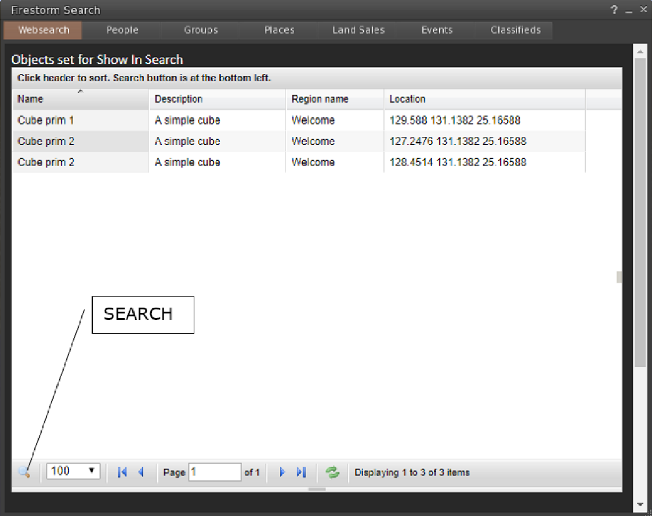 Firestorm Search ? _ ×
Websearch People Groups Places Land Sales Events Classifieds
Objects set for Show In Search
Click header to sort. Search button is at the bottom left.
Name Description Region name Location
Cube prim 1 A simple cube Welcome 129.588 131.1382 25.16588
Cube prim 2 A simple cube Welcome 127.2476 131.1382 25.16588
Cube prim 2 A simple cube Welcome 128.4514 131.1382 25.16588
SEARCH
100 Page 1 of 1 Displaying 1 to 3 of 3 items